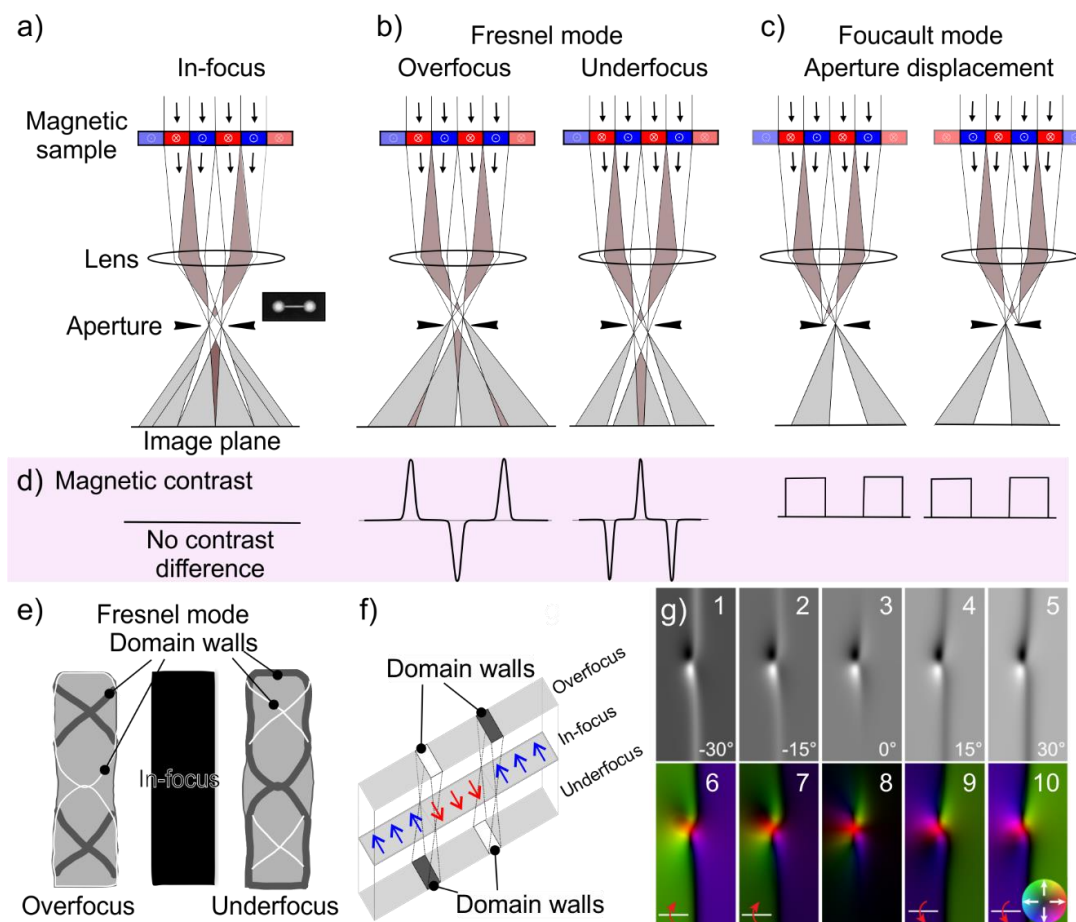 a)
b)
c)
Fresnel mode
Foucault mode
In-focus
Overfocus
Underfocus
Aperture displacement
Magnetic
sample
Lens
Aperture
Image plane
d)
Magnetic contrast
No contrast
difference
e)
Fresnel mode
Domain walls
In-focus
Overfocus
Underfocus
f)
Domain walls
Overfocus
In-focus
Underfocus
Domain walls
g)
1
2
3
4
5
-30°
-15°
0°
15°
30°
6
7
8
9
10